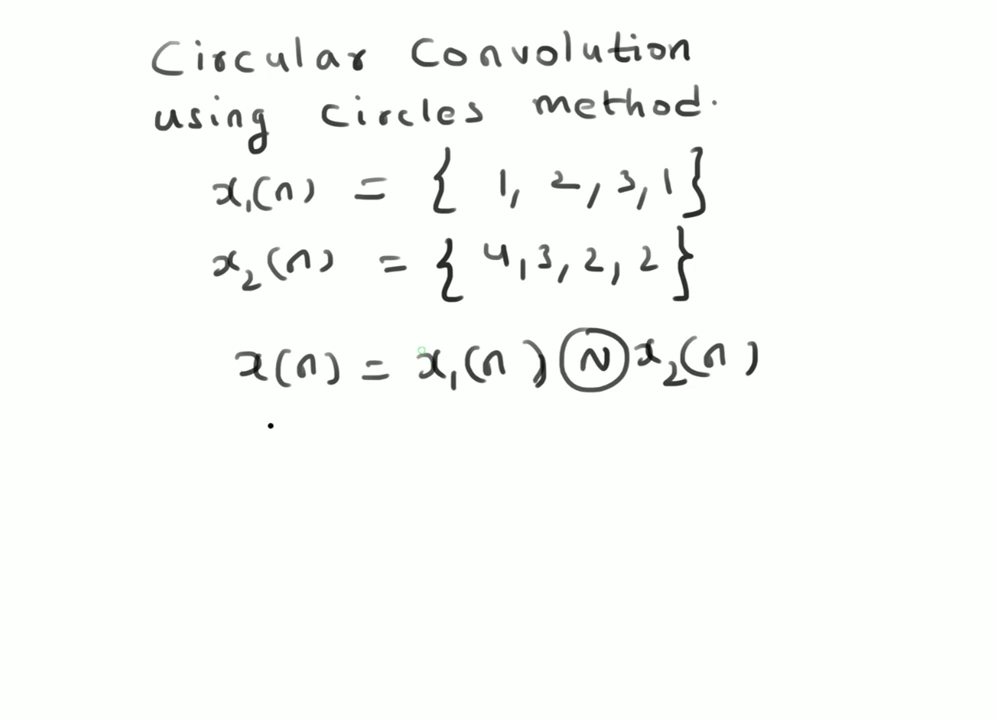 Circular Convolution
using circles method.
x₁(n) = { 1, 2, 3, 1}
x₂(n) = { 4, 3, 2, 2 }
x(n) = x₁(n) Ⓝ x₂(n)